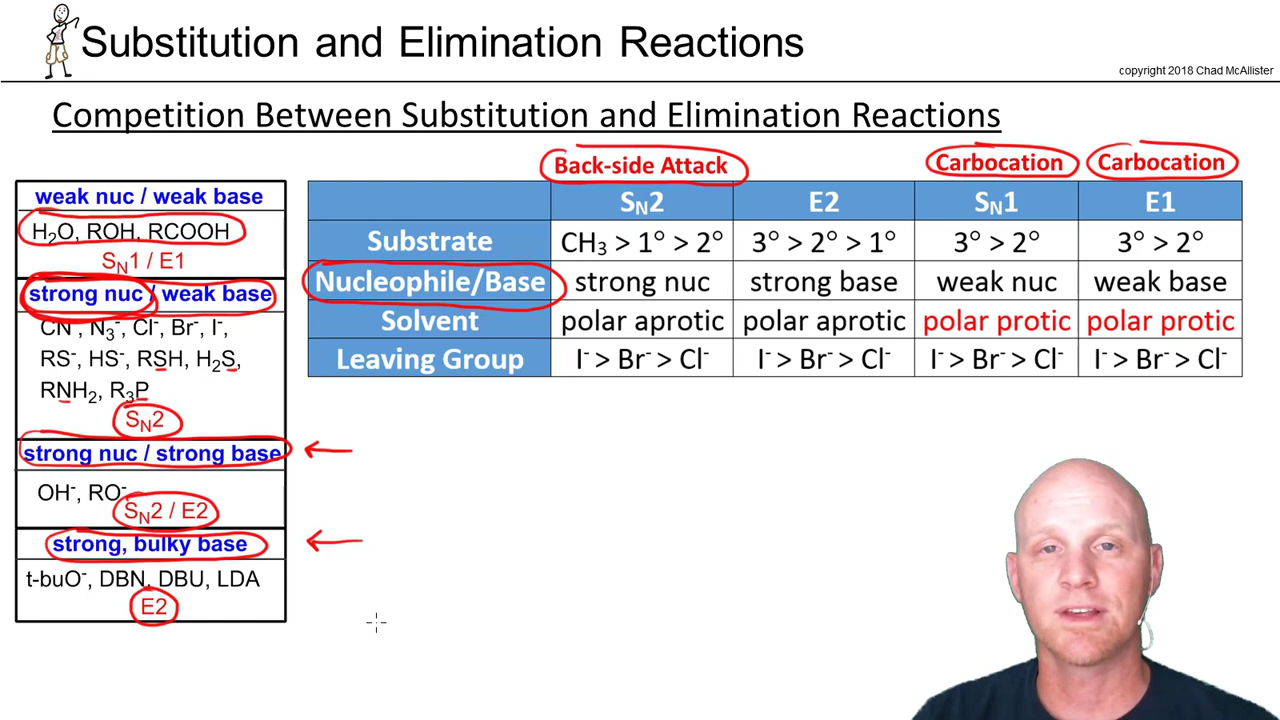 Substitution and Elimination Reactions
copyright 2018 Chad McAllister
Competition Between Substitution and Elimination Reactions
weak nuc / weak base
H₂O, ROH, RCOOH
SN1 / E1
strong nuc / weak base
CN⁻, N₃⁻, Cl⁻, Br⁻, I⁻,
RS⁻, HS⁻, RSH, H₂S,
RNH₂, R₃P
SN2
strong nuc / strong base
OH⁻, RO⁻
SN2 / E2
strong, bulky base
t-buO⁻, DBN, DBU, LDA
E2
Back-side Attack Carbocation Carbocation
SN2 E2 SN1 E1
Substrate CH₃ > 1° > 2° 3° > 2° > 1° 3° > 2° 3° > 2°
Nucleophile/Base strong nuc strong base weak nuc weak base
Solvent polar aprotic polar aprotic polar protic polar protic
Leaving Group I⁻ > Br⁻ > Cl⁻ I⁻ > Br⁻ > Cl⁻ I⁻ > Br⁻ > Cl⁻ I⁻ > Br⁻ > Cl⁻